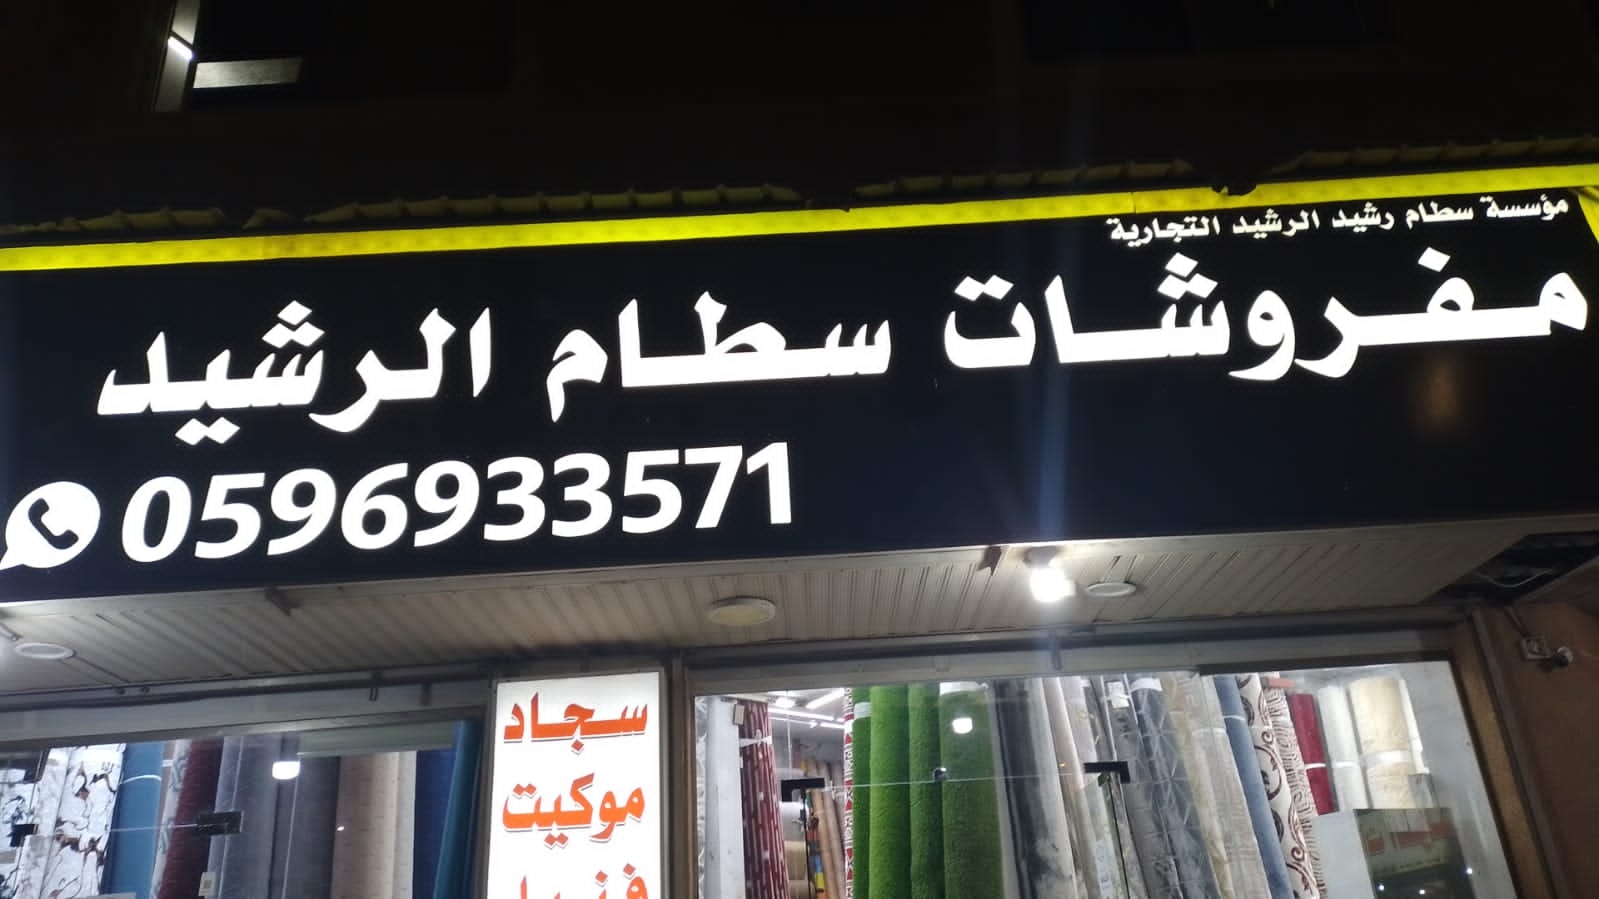 مؤسسة سطام رشيد الرشيد التجارية
مفروشات سطام الرشيد
0596933571
سجاد
موكيت